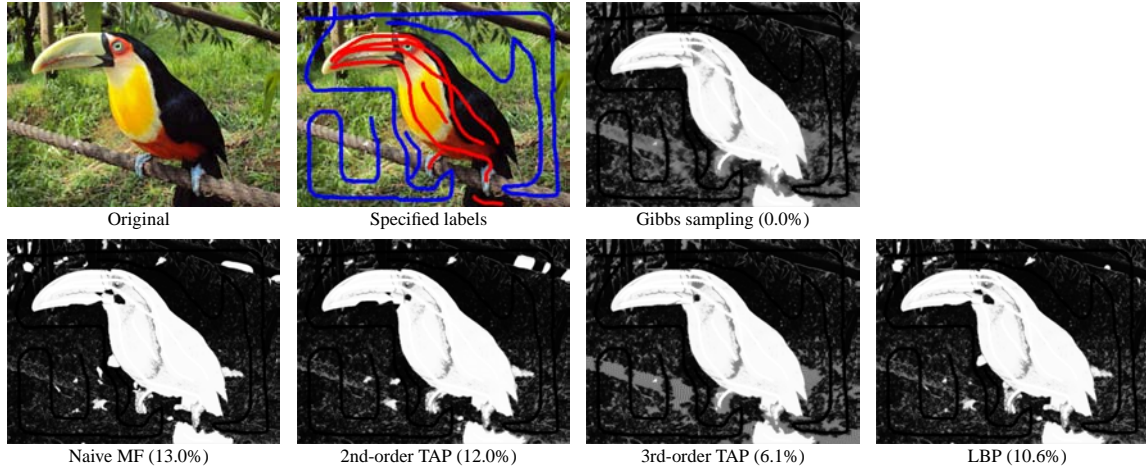 Original
Specified labels
Gibbs sampling (0.0%)
Naive MF (13.0%)
2nd-order TAP (12.0%)
3rd-order TAP (6.1%)
LBP (10.6%)